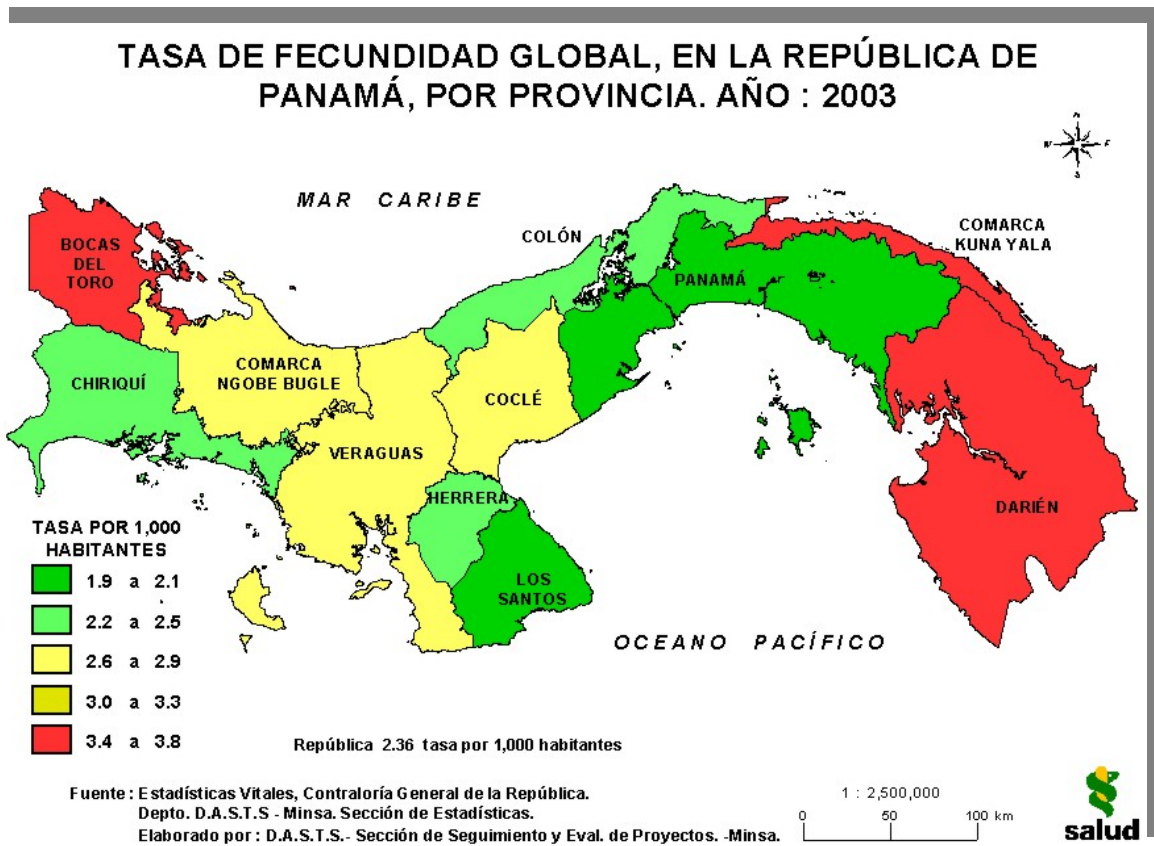 TASA DE FECUNDIDAD GLOBAL, EN LA REPÚBLICA DE
PANAMÁ, POR PROVINCIA. AÑO : 2003
N
W
S
MAR CARIBE
COMARCA
KUNA YALA
COLÓN
BOCAS
DEL
TORO
PANAMÁ
CHIRIQUÍ
COMARCA
NGOBE BUGLE
COCLÉ
VERAGUAS
HERRERA
DARIÉN
LOS
SANTOS
OCEANO PACÍFICO
TASA POR 1,000
HABITANTES
1.9 a 2.1
2.2 a 2.5
2.6 a 2.9
3.0 a 3.3
3.4 a 3.8
República 2.36 tasa por 1,000 habitantes
Fuente : Estadísticas Vitales, Contraloría General de la República.
Depto. D.A.S.T.S - Minsa. Sección de Estadísticas.
Elaborado por : D.A.S.T.S.- Sección de Seguimiento y Eval. de Proyectos. -Minsa.
1 : 2,500,000
0 50 100 km
salud